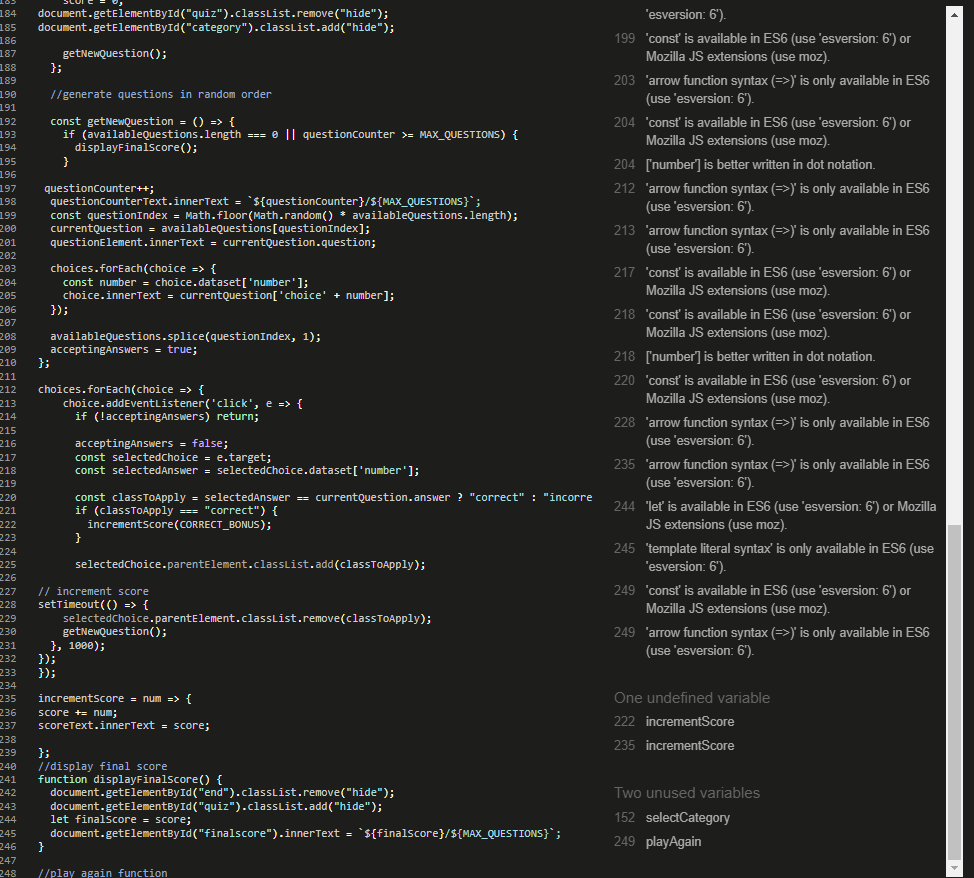 183 score = 0;
184 document.getElementById("quiz").classList.remove("hide");
185 document.getElementById("category").classList.add("hide");
186
187 getNewQuestion();
188 };
189
190 //generate questions in random order
191
192 const getNewQuestion = () => {
193 if (availableQuestions.length === 0 || questionCounter >= MAX_QUESTIONS) {
194 displayFinalScore();
195 }
196
197 questionCounter++;
198 questionCounterText.innerText = `${questionCounter}/${MAX_QUESTIONS}`;
199 const questionIndex = Math.floor(Math.random() * availableQuestions.length);
200 currentQuestion = availableQuestions[questionIndex];
201 questionElement.innerText = currentQuestion.question;
202
203 choices.forEach(choice => {
204 const number = choice.dataset['number'];
205 choice.innerText = currentQuestion['choice' + number];
206 });
207
208 availableQuestions.splice(questionIndex, 1);
209 acceptingAnswers = true;
210 };
211
212 choices.forEach(choice => {
213 choice.addEventListener('click', e => {
214 if (!acceptingAnswers) return;
215
216 acceptingAnswers = false;
217 const selectedChoice = e.target;
218 const selectedAnswer = selectedChoice.dataset['number'];
219
220 const classToApply = selectedAnswer == currentQuestion.answer ? "correct" : "incorre
221 if (classToApply === "correct") {
222 incrementScore(CORRECT_BONUS);
223 }
224
225 selectedChoice.parentElement.classList.add(classToApply);
226
227 // increment score
228 setTimeout(() => {
229 selectedChoice.parentElement.classList.remove(classToApply);
230 getNewQuestion();
231 }, 1000);
232 });
233 });
234
235 incrementScore = num => {
236 score += num;
237 scoreText.innerText = score;
238
239 };
240 //display final score
241 function displayFinalScore() {
242 document.getElementById("end").classList.remove("hide");
243 document.getElementById("quiz").classList.add("hide");
244 let finalScore = score;
245 document.getElementById("finalscore").innerText = `${finalScore}/${MAX_QUESTIONS}`;
246 }
247
248 //play again function
'esversion: 6').
199 'const' is available in ES6 (use 'esversion: 6') or
Mozilla JS extensions (use moz).
203 'arrow function syntax (=>)' is only available in ES6
(use 'esversion: 6').
204 'const' is available in ES6 (use 'esversion: 6') or
Mozilla JS extensions (use moz).
204 ['number'] is better written in dot notation.
212 'arrow function syntax (=>)' is only available in ES6
(use 'esversion: 6').
213 'arrow function syntax (=>)' is only available in ES6
(use 'esversion: 6').
217 'const' is available in ES6 (use 'esversion: 6') or
Mozilla JS extensions (use moz).
218 'const' is available in ES6 (use 'esversion: 6') or
Mozilla JS extensions (use moz).
218 ['number'] is better written in dot notation.
220 'const' is available in ES6 (use 'esversion: 6') or
Mozilla JS extensions (use moz).
228 'arrow function syntax (=>)' is only available in ES6
(use 'esversion: 6').
235 'arrow function syntax (=>)' is only available in ES6
(use 'esversion: 6').
244 'let' is available in ES6 (use 'esversion: 6') or Mozilla
JS extensions (use moz).
245 'template literal syntax' is only available in ES6 (use
'esversion: 6').
249 'const' is available in ES6 (use 'esversion: 6') or
Mozilla JS extensions (use moz).
249 'arrow function syntax (=>)' is only available in ES6
(use 'esversion: 6').
One undefined variable
222 incrementScore
235 incrementScore
Two unused variables
152 selectCategory
249 playAgain